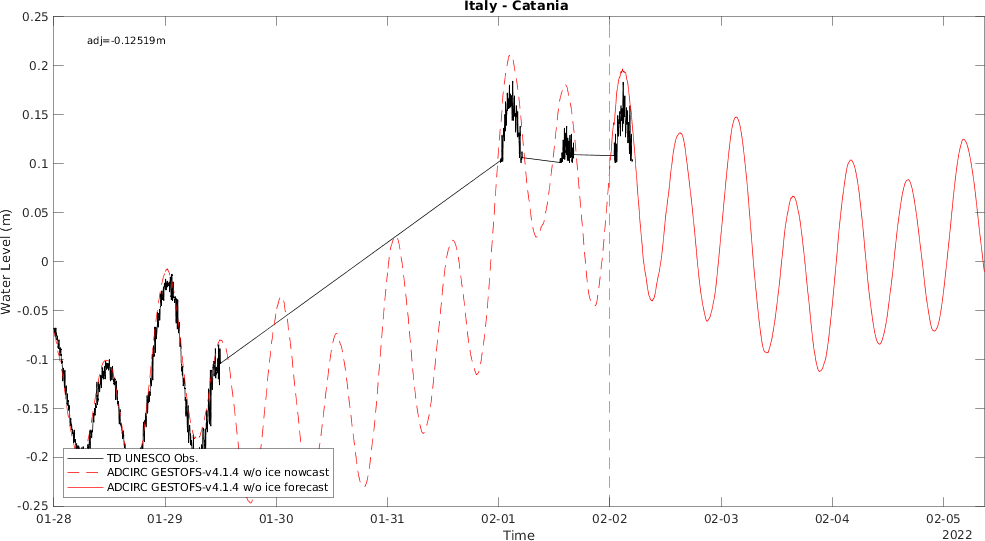 Italy - Catania
adj=-0.12519m
0.25
0.2
0.15
0.1
0.05
0
-0.05
-0.1
-0.15
-0.2
-0.25
Water Level (m)
TD UNESCO Obs.
ADCIRC GESTOFS-v4.1.4 w/o ice nowcast
ADCIRC GESTOFS-v4.1.4 w/o ice forecast
01-28 01-29 01-30 01-31 02-01 02-02 02-03 02-04 02-05
Time
2022